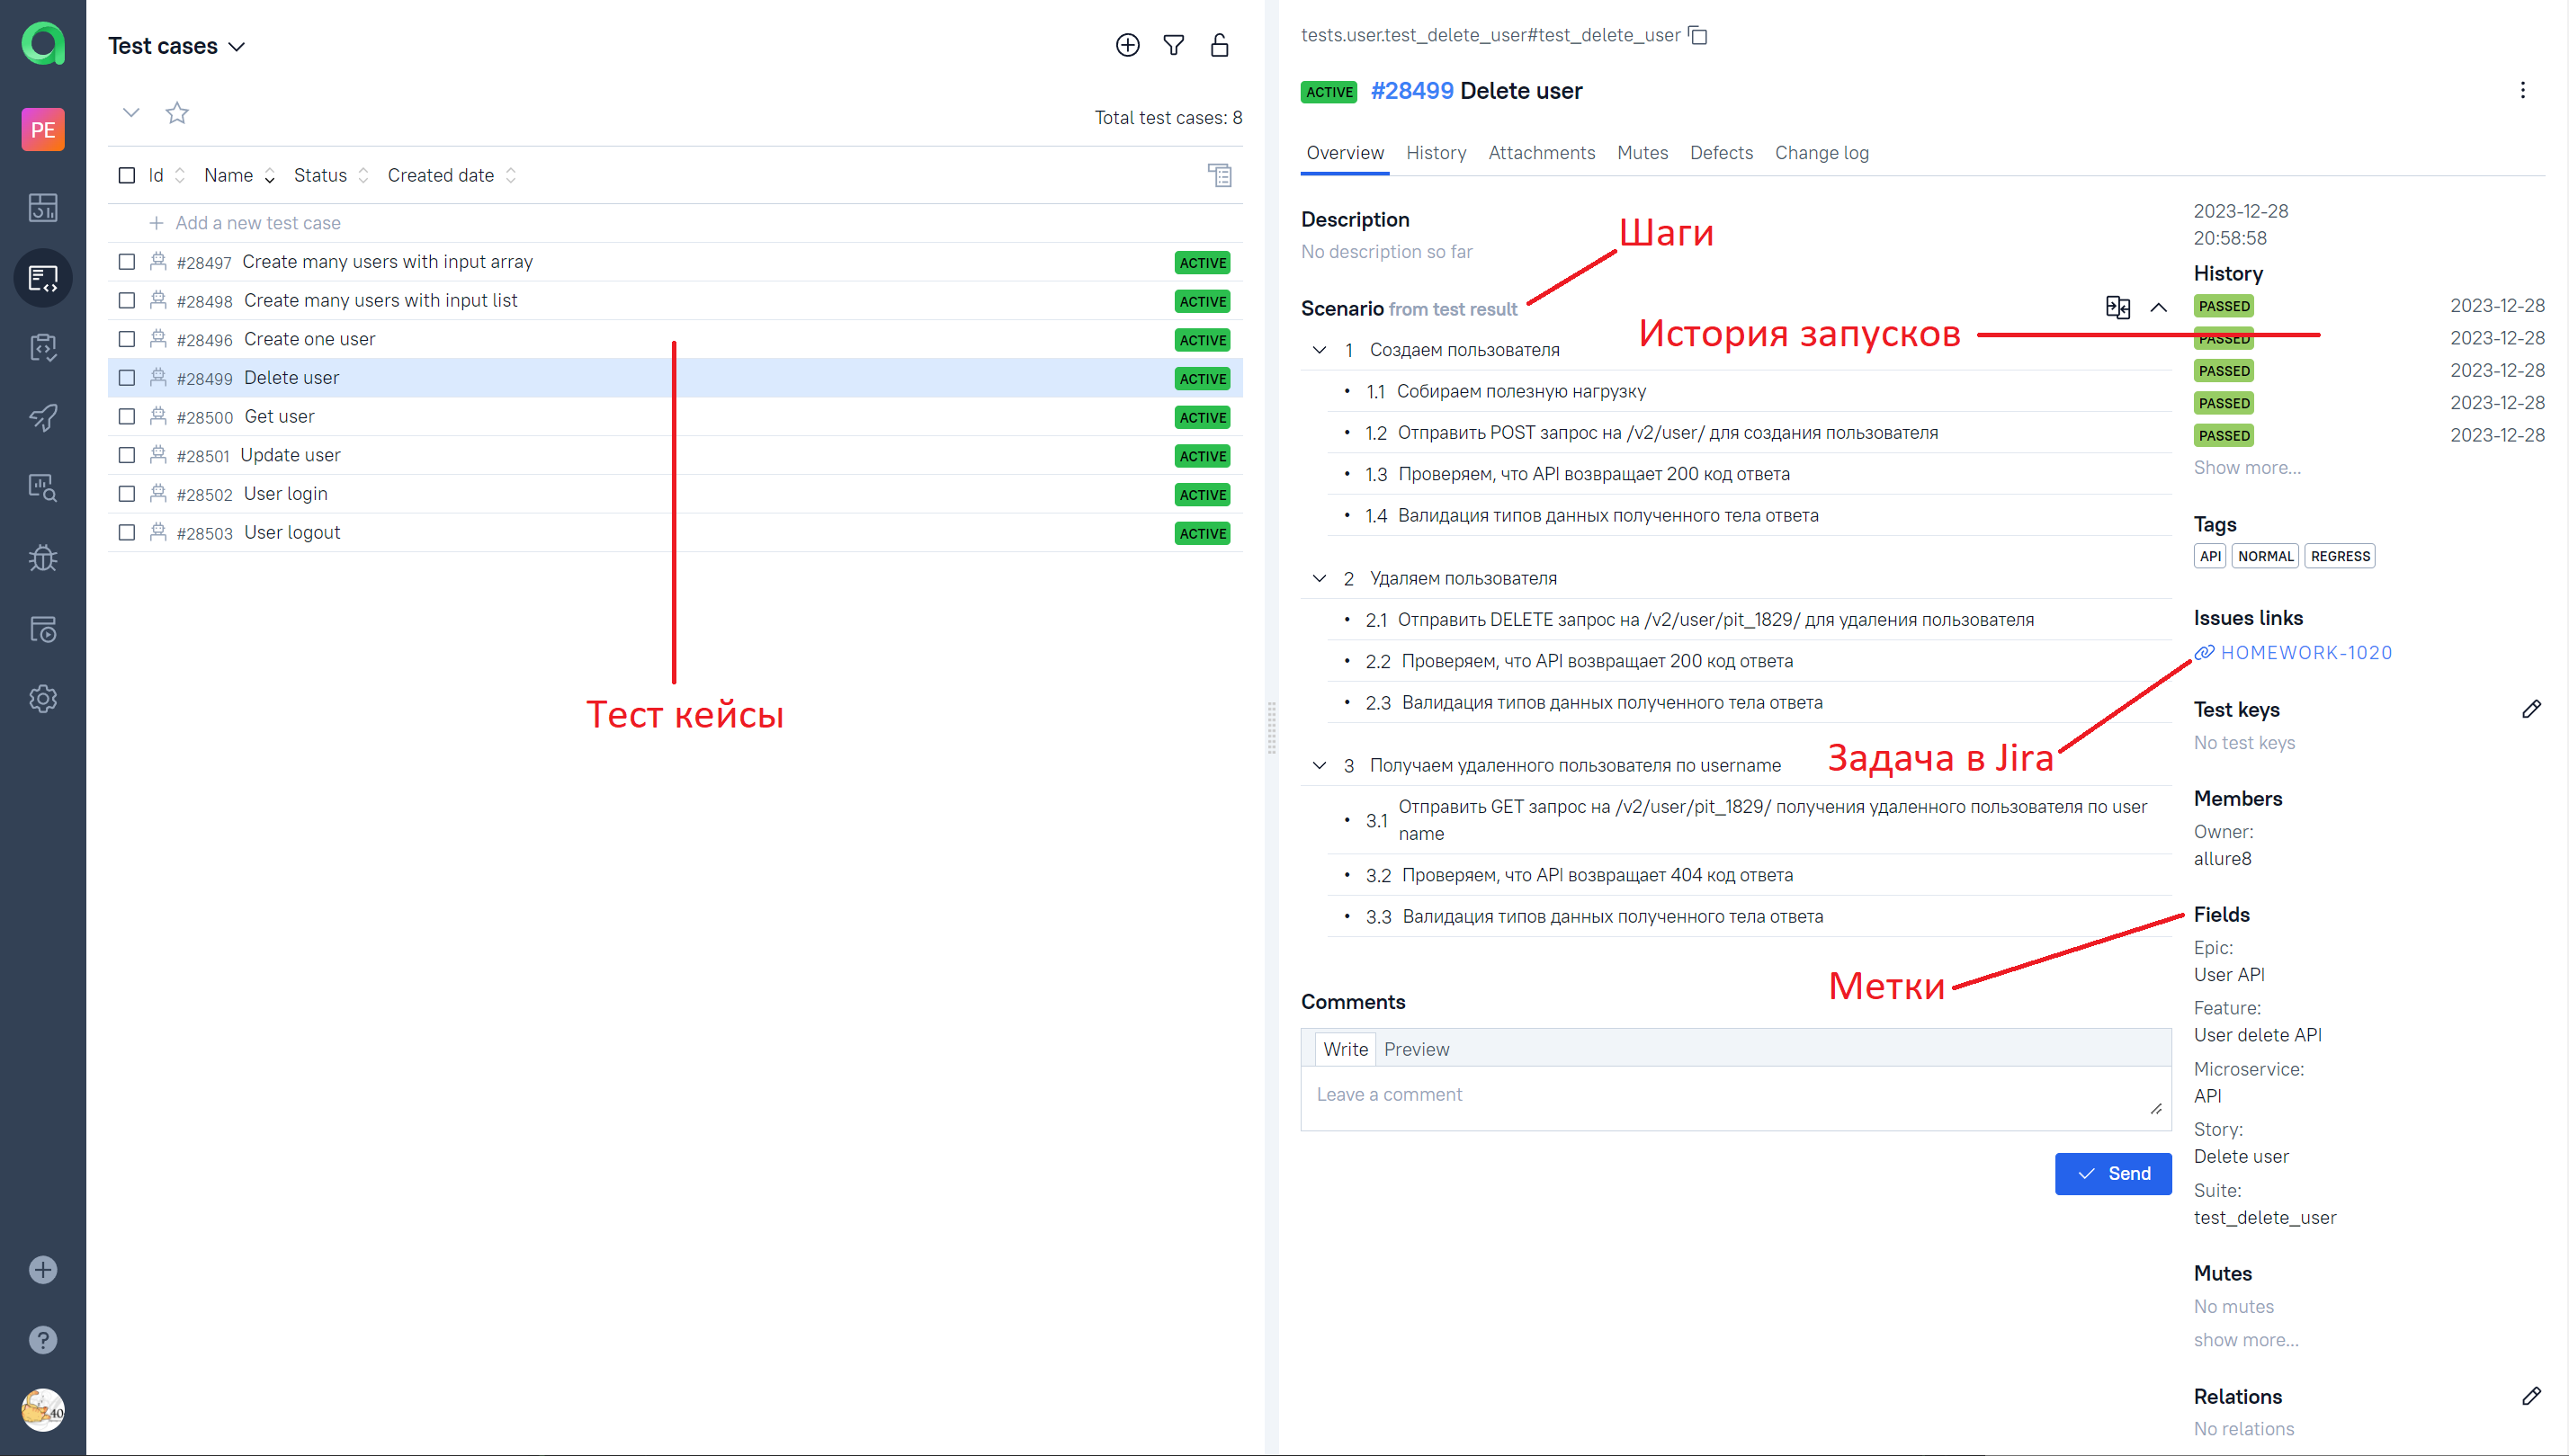 PE
40
Test cases
Total test cases: 8
Id Name Status Created date
Add a new test case
#28497 Create many users with input array ACTIVE
#28498 Create many users with input list ACTIVE
#28496 Create one user ACTIVE
#28499 Delete user ACTIVE
#28500 Get user ACTIVE
#28501 Update user ACTIVE
#28502 User login ACTIVE
#28503 User logout ACTIVE
Тест кейсы
tests.user.test_delete_user#test_delete_user
ACTIVE #28499 Delete user
Overview History Attachments Mutes Defects Change log
Description
No description so far
Шаги
Scenario from test result
История запусков
1 Создаем пользователя
1.1 Собираем полезную нагрузку
1.2 Отправить POST запрос на /v2/user/ для создания пользователя
1.3 Проверяем, что API возвращает 200 код ответа
1.4 Валидация типов данных полученного тела ответа
2 Удаляем пользователя
2.1 Отправить DELETE запрос на /v2/user/pit_1829/ для удаления пользователя
2.2 Проверяем, что API возвращает 200 код ответа
2.3 Валидация типов данных полученного тела ответа
Задача в Jira
3 Получаем удаленного пользователя по username
3.1 Отправить GET запрос на /v2/user/pit_1829/ получения удаленного пользователя по user
name
3.2 Проверяем, что API возвращает 404 код ответа
3.3 Валидация типов данных полученного тела ответа
Метки
Comments
Write Preview
Leave a comment
Send
2023-12-28
20:58:58
History
PASSED 2023-12-28
PASSED 2023-12-28
PASSED 2023-12-28
PASSED 2023-12-28
PASSED 2023-12-28
Show more...
Tags
API NORMAL REGRESS
Issues links
HOMEWORK-1020
Test keys
No test keys
Members
Owner:
allure8
Fields
Epic:
User API
Feature:
User delete API
Microservice:
API
Story:
Delete user
Suite:
test_delete_user
Mutes
No mutes
show more...
Relations
No relations